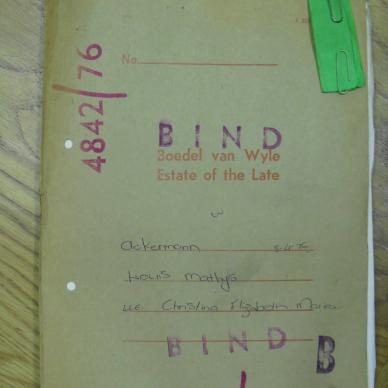 No.
4842/76
BIND
Boedel van Wyle
Estate of the Late
Ackermann
Louis Mathys
u.e. Christina Elizabeth Maria
BIND
B